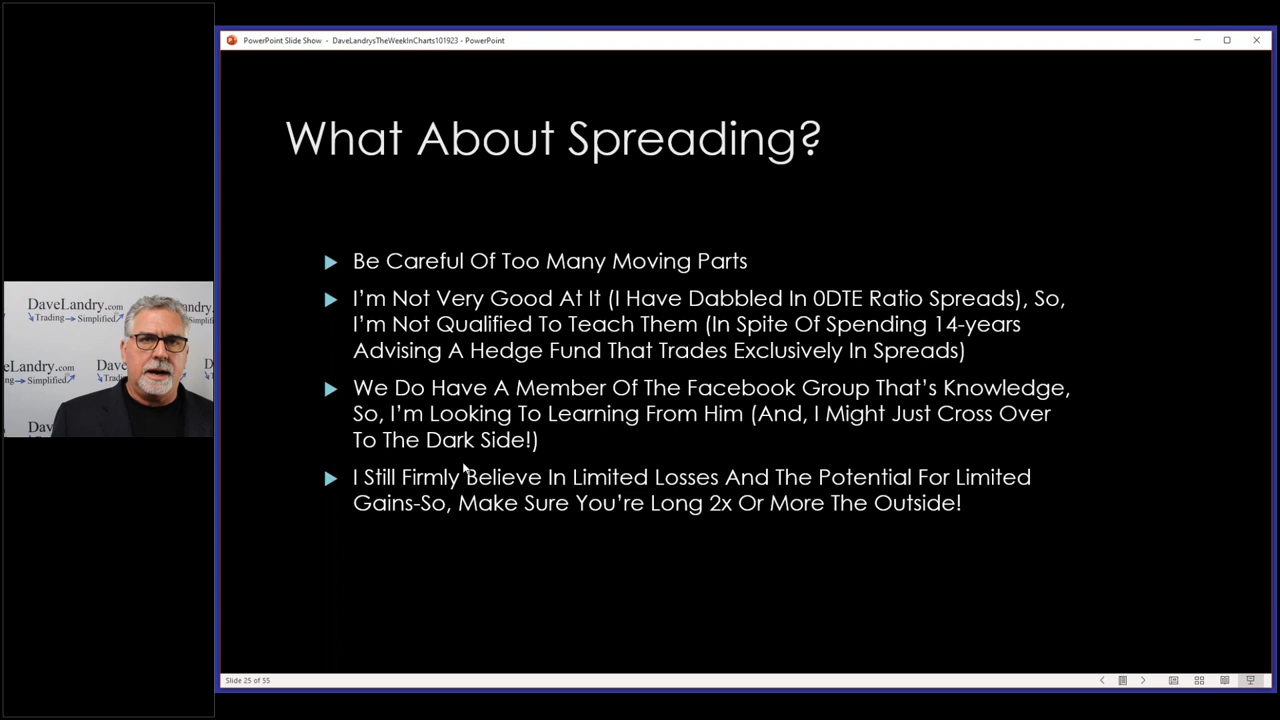 PowerPoint Slide Show - DaveLandrysTheWeekInCharts101923 - PowerPoint
What About Spreading?
Be Careful Of Too Many Moving Parts
I'm Not Very Good At It (I Have Dabbled In 0DTE Ratio Spreads), So,
I'm Not Qualified To Teach Them (In Spite Of Spending 14-years
Advising A Hedge Fund That Trades Exclusively In Spreads)
We Do Have A Member Of The Facebook Group That's Knowledge,
So, I'm Looking To Learning From Him (And, I Might Just Cross Over
To The Dark Side!)
I Still Firmly Believe In Limited Losses And The Potential For Limited
Gains-So, Make Sure You're Long 2x Or More The Outside!
DaveLandry.com
Trading Simplified
Slide 25 of 55